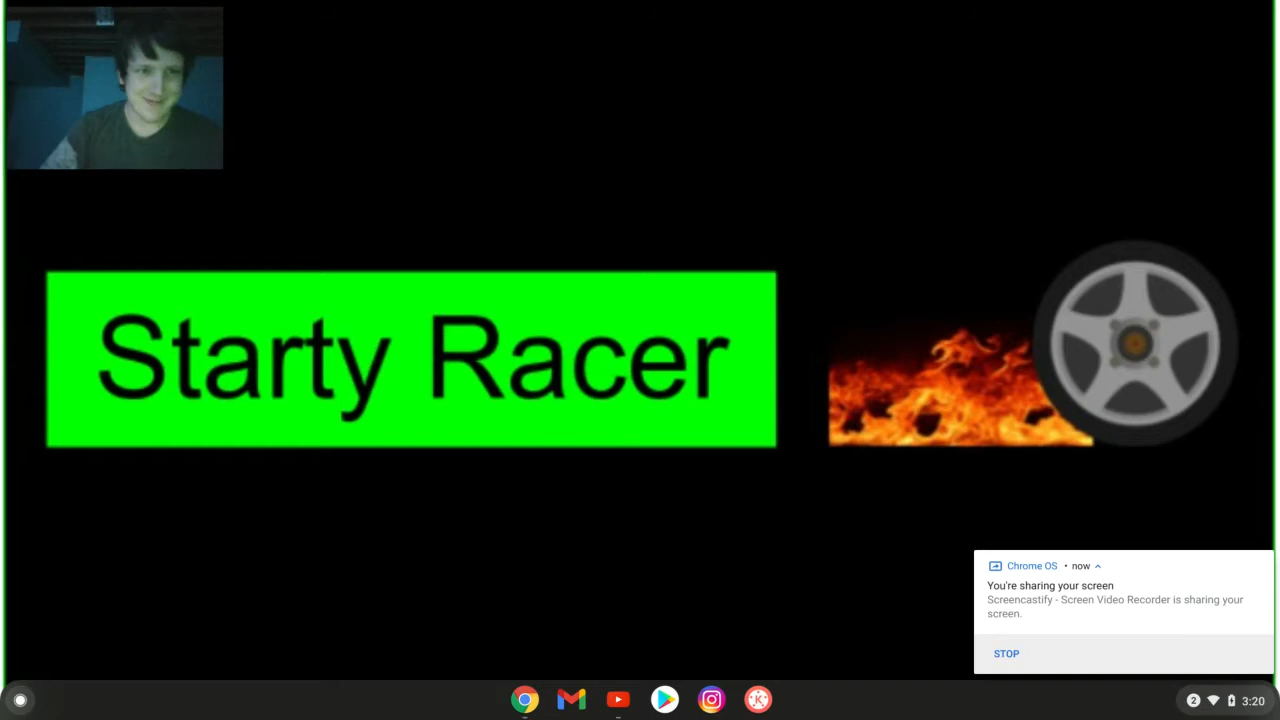 Starty Racer
Chrome OS • now
You're sharing your screen
Screencastify - Screen Video Recorder is sharing your
screen.
STOP
2 3:20